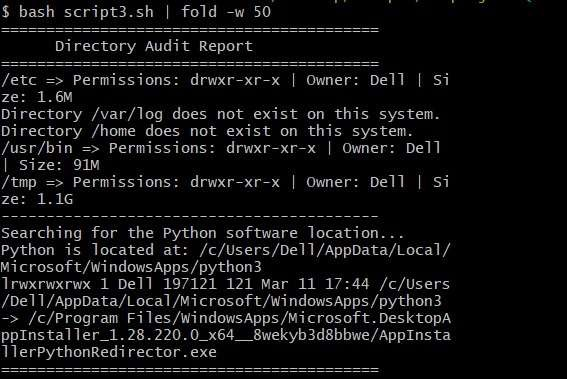 $ bash script3.sh | fold -w 50
==========================================
      Directory Audit Report
==========================================
/etc => Permissions: drwxr-xr-x | Owner: Dell | Si
ze: 1.6M
Directory /var/log does not exist on this system.
Directory /home does not exist on this system.
/usr/bin => Permissions: drwxr-xr-x | Owner: Dell
| Size: 91M
/tmp => Permissions: drwxr-xr-x | Owner: Dell | Si
ze: 1.1G
------------------------------------------
Searching for the Python software location...
Python is located at: /c/Users/Dell/AppData/Local/
Microsoft/WindowsApps/python3
lrwxrwxrwx 1 Dell 197121 121 Mar 11 17:44 /c/Users
/Dell/AppData/Local/Microsoft/WindowsApps/python3
-> /c/Program Files/WindowsApps/Microsoft.DesktopA
ppInstaller_1.28.220.0_x64__8wekyb3d8bbwe/AppInsta
llerPythonRedirector.exe
==========================================